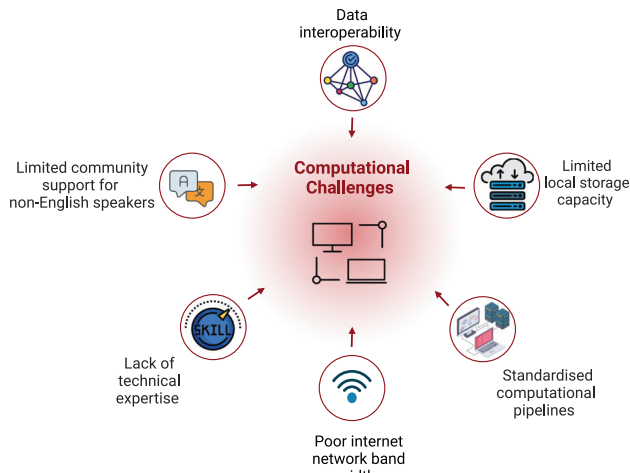 Data
interoperability
Limited community
support for
non-English speakers
A
文
Computational
Challenges
Limited
local storage
capacity
SKILL
Lack of
technical
expertise
Standardised
computational
pipelines
Poor internet
network band